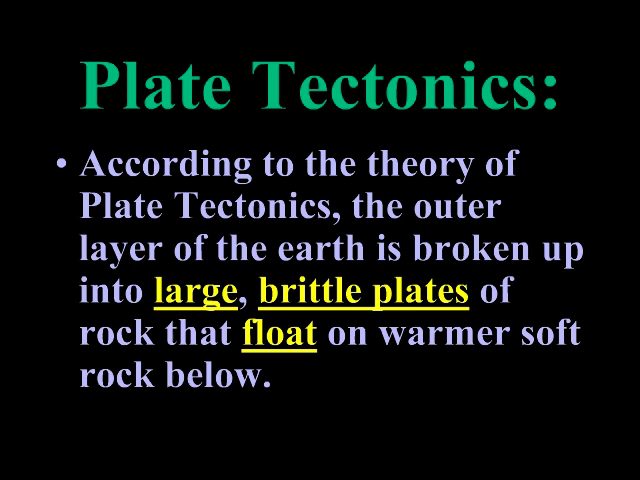 Plate Tectonics:
• According to the theory of
Plate Tectonics, the outer
layer of the earth is broken up
into large, brittle plates of
rock that float on warmer soft
rock below.